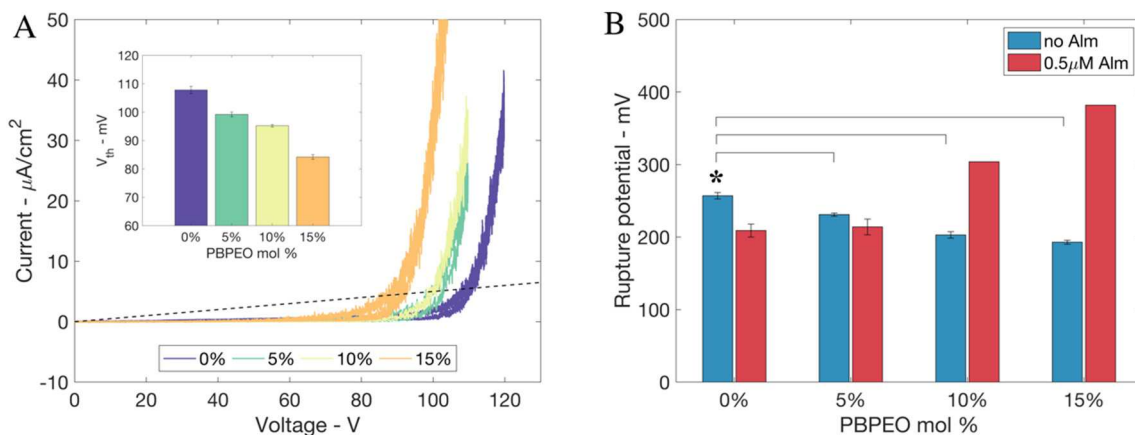 A
50
40
30
20
10
0
-10
Current - μA/cm²
0 20 40 60 80 100 120
Voltage - V
120
110
100
90
80
70
60
V_th - mV
0% 5% 10% 15%
PBPEO mol %
0% 5% 10% 15%
B
500
400
300
200
100
0
Rupture potential - mV
no Alm
0.5μM Alm
*
0% 5% 10% 15%
PBPEO mol %